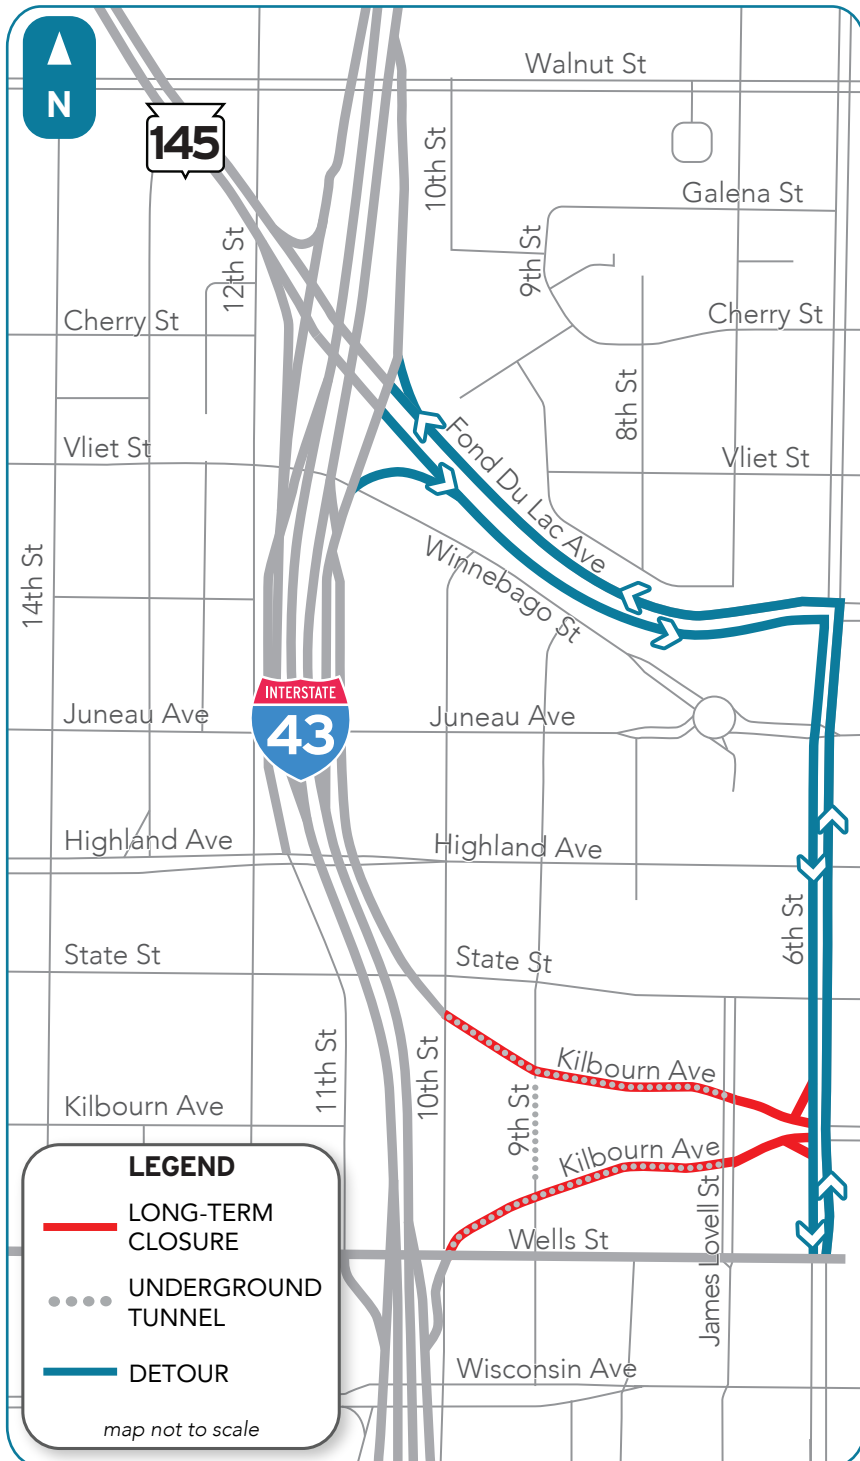 N
Walnut St
145
10th St
Galena St
9th St
12th St
Cherry St
Cherry St
8th St
Fond Du Lac Ave
Vliet St
Vliet St
Winnebago St
14th St
INTERSTATE
43
Juneau Ave
Juneau Ave
Highland Ave
Highland Ave
6th St
State St
State St
11th St
10th St
Kilbourn Ave
Kilbourn Ave
9th St
Kilbourn Ave
James Lovell St
Wells St
Wisconsin Ave
LEGEND
LONG-TERM
CLOSURE
UNDERGROUND
TUNNEL
DETOUR
map not to scale